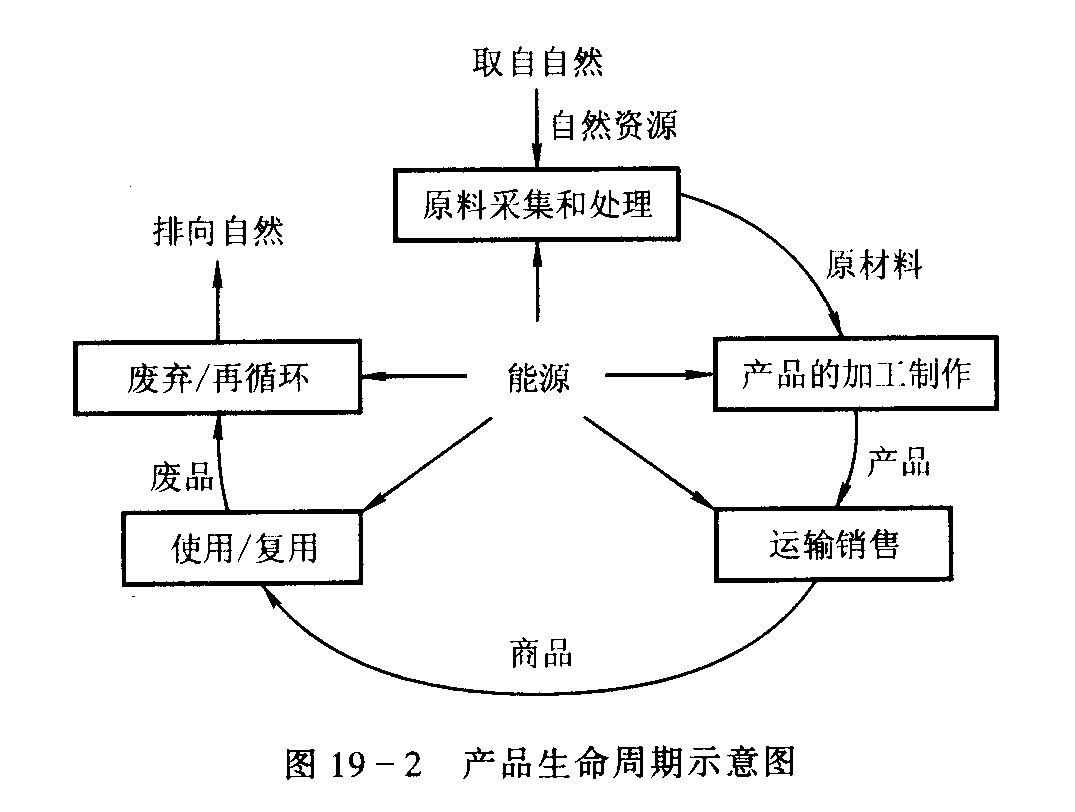 取自自然
自然资源
原料采集和处理
排向自然
原材料
废弃/再循环
能源
产品的加工制作
废品
产品
使用/复用
运输销售
商品
图 19-2 产品生命周期示意图